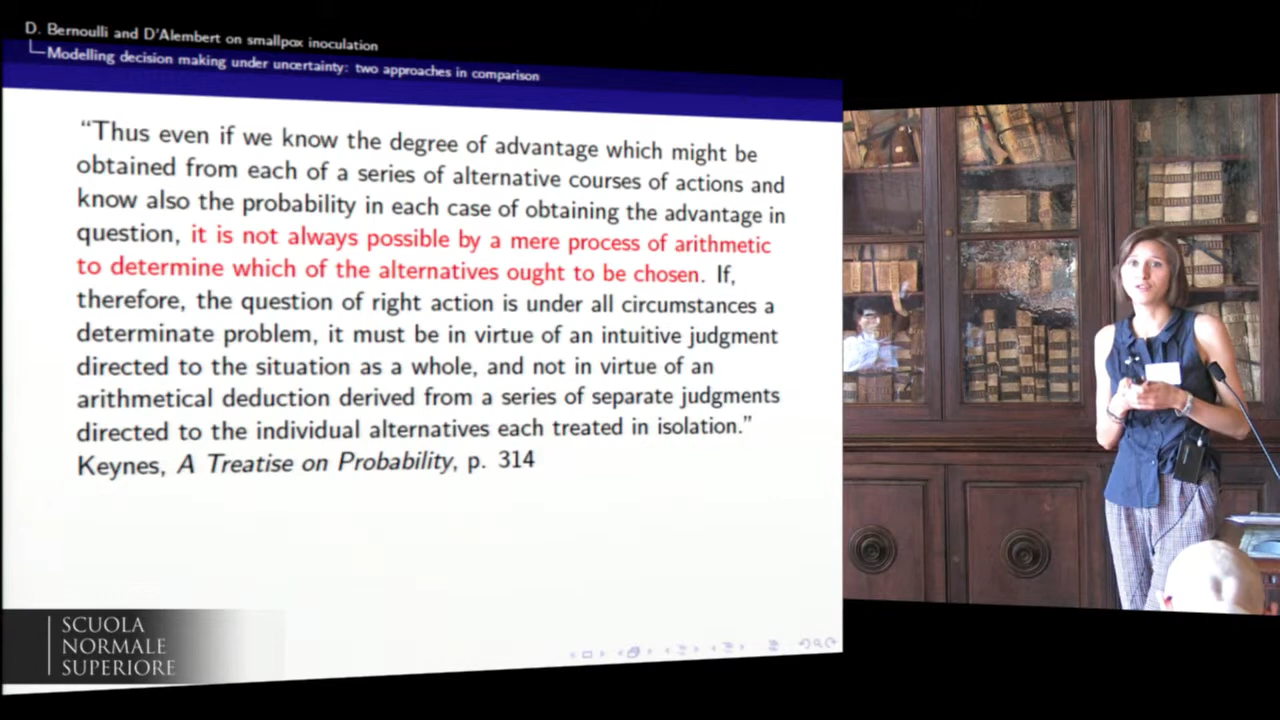 D. Bernoulli and D'Alembert on smallpox inoculation
Modelling decision making under uncertainty: two approaches in comparison
“Thus even if we know the degree of advantage which might be
obtained from each of a series of alternative courses of actions and
know also the probability in each case of obtaining the advantage in
question, it is not always possible by a mere process of arithmetic
to determine which of the alternatives ought to be chosen. If,
therefore, the question of right action is under all circumstances a
determinate problem, it must be in virtue of an intuitive judgment
directed to the situation as a whole, and not in virtue of an
arithmetical deduction derived from a series of separate judgments
directed to the individual alternatives each treated in isolation.”
Keynes, A Treatise on Probability, p. 314
SCUOLA
NORMALE
SUPERIORE